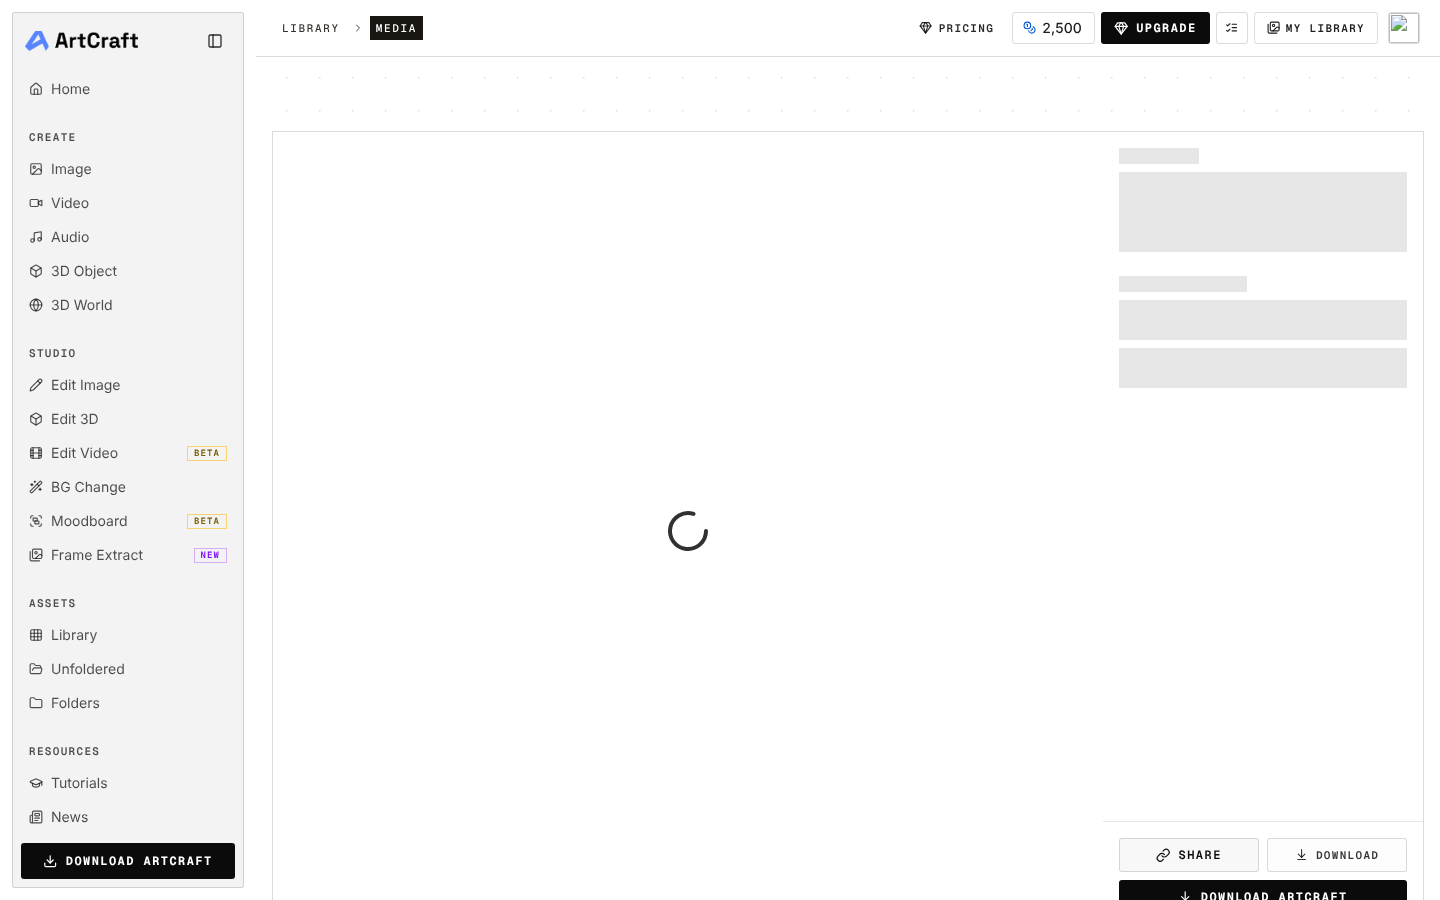 ArtCraft
Home
CREATE
Image
Video
Audio
3D Object
3D World
STUDIO
Edit Image
Edit 3D
Edit Video BETA
BG Change
Moodboard BETA
Frame Extract NEW
ASSETS
Library
Unfoldered
Folders
RESOURCES
Tutorials
News
DOWNLOAD ARTCRAFT
LIBRARY > MEDIA
PRICING
2,500
UPGRADE
MY LIBRARY
SHARE
DOWNLOAD
DOWNLOAD ARTCRAFT